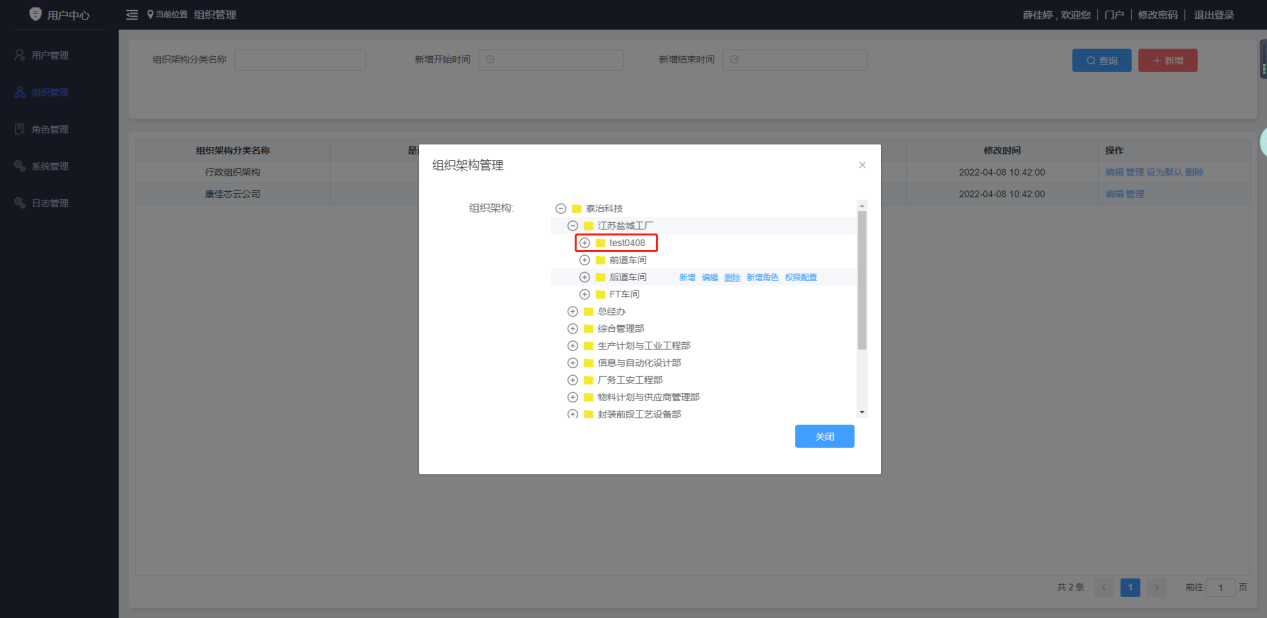 用户中心 当前位置 组织管理 薛佳婷 , 欢迎您 | 门户 | 修改密码 | 退出登录
用户管理
组织管理
角色管理
系统管理
日志管理
组织架构分类名称 新增开始时间 新增结束时间 查询 + 新增
组织架构分类名称 是 修改时间 操作
行政组织架构 2022-04-08 10:42:00 编辑 管理 设为默认 删除
康佳芯云公司 2022-04-08 10:42:00 编辑 管理
组织架构管理 ×
组织架构:
泰治科技
江苏盐城工厂
test0408
前道车间
后道车间 新增 编辑 删除 新增角色 权限配置
FT车间
总经办
综合管理部
生产计划与工业工程部
信息与自动化设计部
厂务工安工程部
物料计划与供应商管理部
封装前段工艺设备部
关闭
共 2 条 < 1 > 前往 1 页